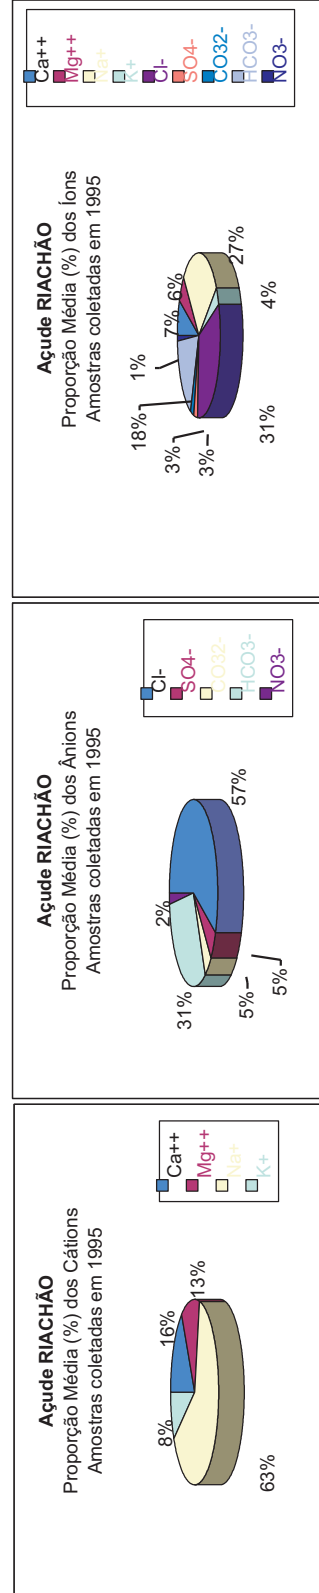 Açude RIACHÃO
Proporção Média (%) dos Cátions
Amostras coletadas em 1995
8%
16%
13%
63%
Ca++
Mg++
Na+
K+
Açude RIACHÃO
Proporção Média (%) dos Ânions
Amostras coletadas em 1995
2%
31%
5%
5%
57%
Cl-
SO4-
CO32-
HCO3-
NO3-
Açude RIACHÃO
Proporção Média (%) dos Íons
Amostras coletadas em 1995
1%
7%
6%
18%
3%
3%
27%
4%
31%
Ca++
Mg++
Na+
K+
Cl-
SO4-
CO32-
HCO3-
NO3-